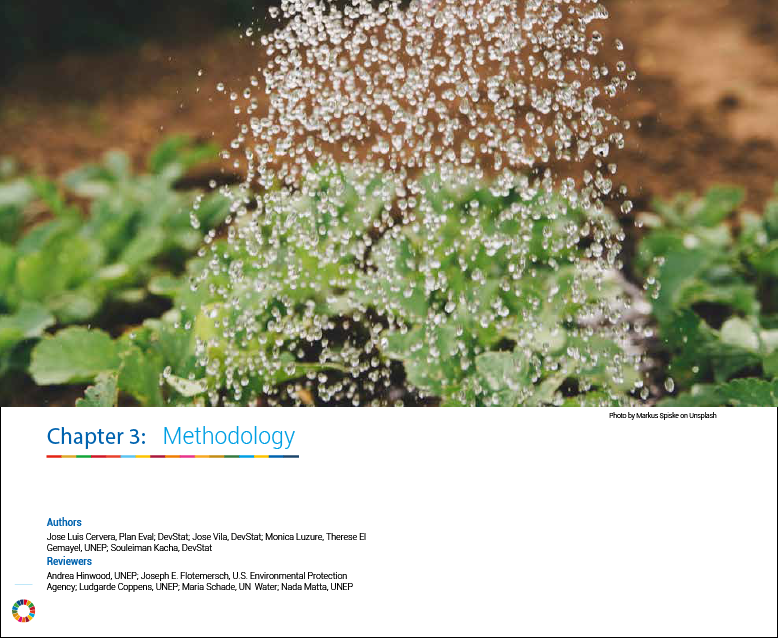 Photo by Markus Spiske on Unsplash
Chapter 3: Methodology
Authors
Jose Luis Cervera, Plan Eval; DevStat; Jose Vila, DevStat; Monica Luzure, Therese El
Gemayel, UNEP; Souleiman Kacha, DevStat
Reviewers
Andrea Hinwood, UNEP; Joseph E. Flotemersch, U.S. Environmental Protection
Agency; Ludgarde Coppens, UNEP; Maria Schade, UN Water; Nada Matta, UNEP